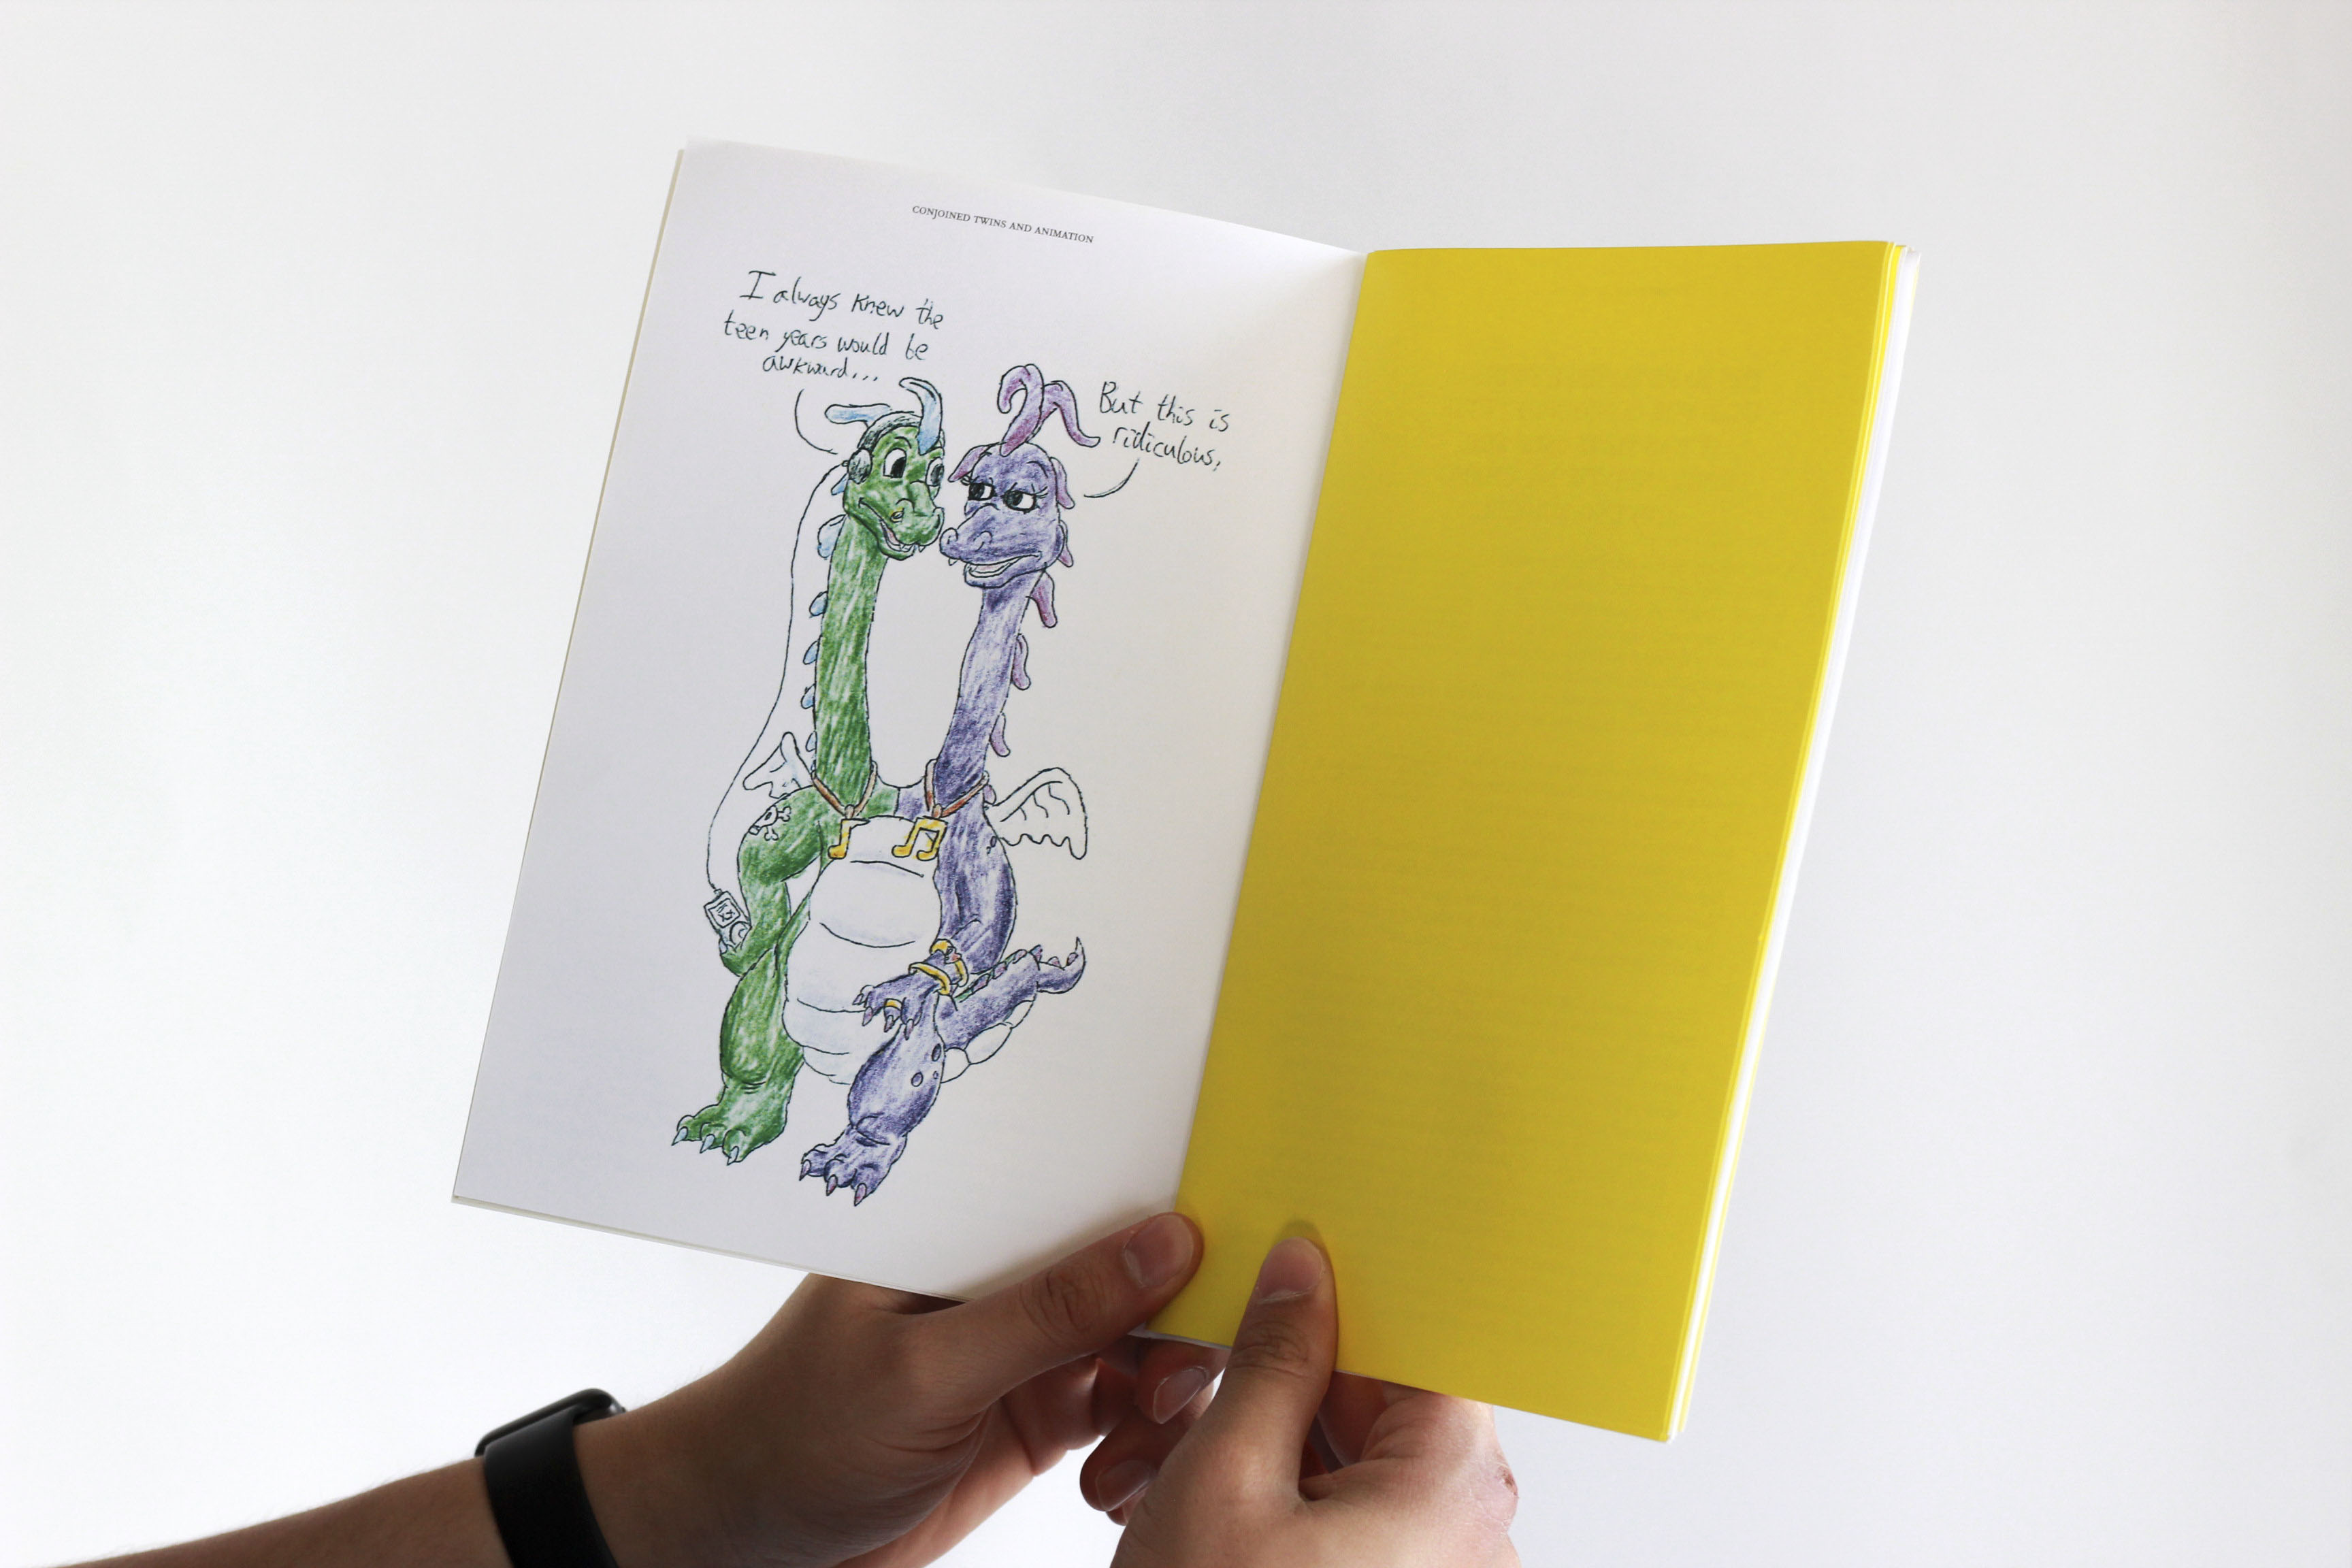 CONJOINED TWINS AND ANIMATION
I always knew the
teen years would be
awkward...
But this is
ridiculous.